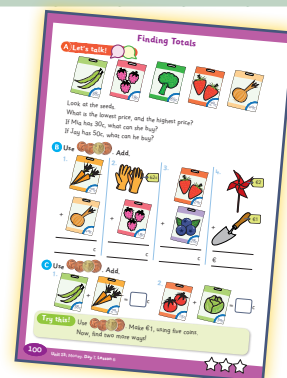 Finding Totals
A Let's talk!
Look at the seeds.
What is the lowest price, and the highest price?
If Mia has 30c, what can she buy?
If Jay has 50c, what can he buy?
B Use . Add.
1. 2. 3. 4.
€2
+ + + + €1
c c c €
C Use . Add.
1. + = c 2. + = c
Try this! Use . Make €1, using five coins.
Now, find two more ways!
100